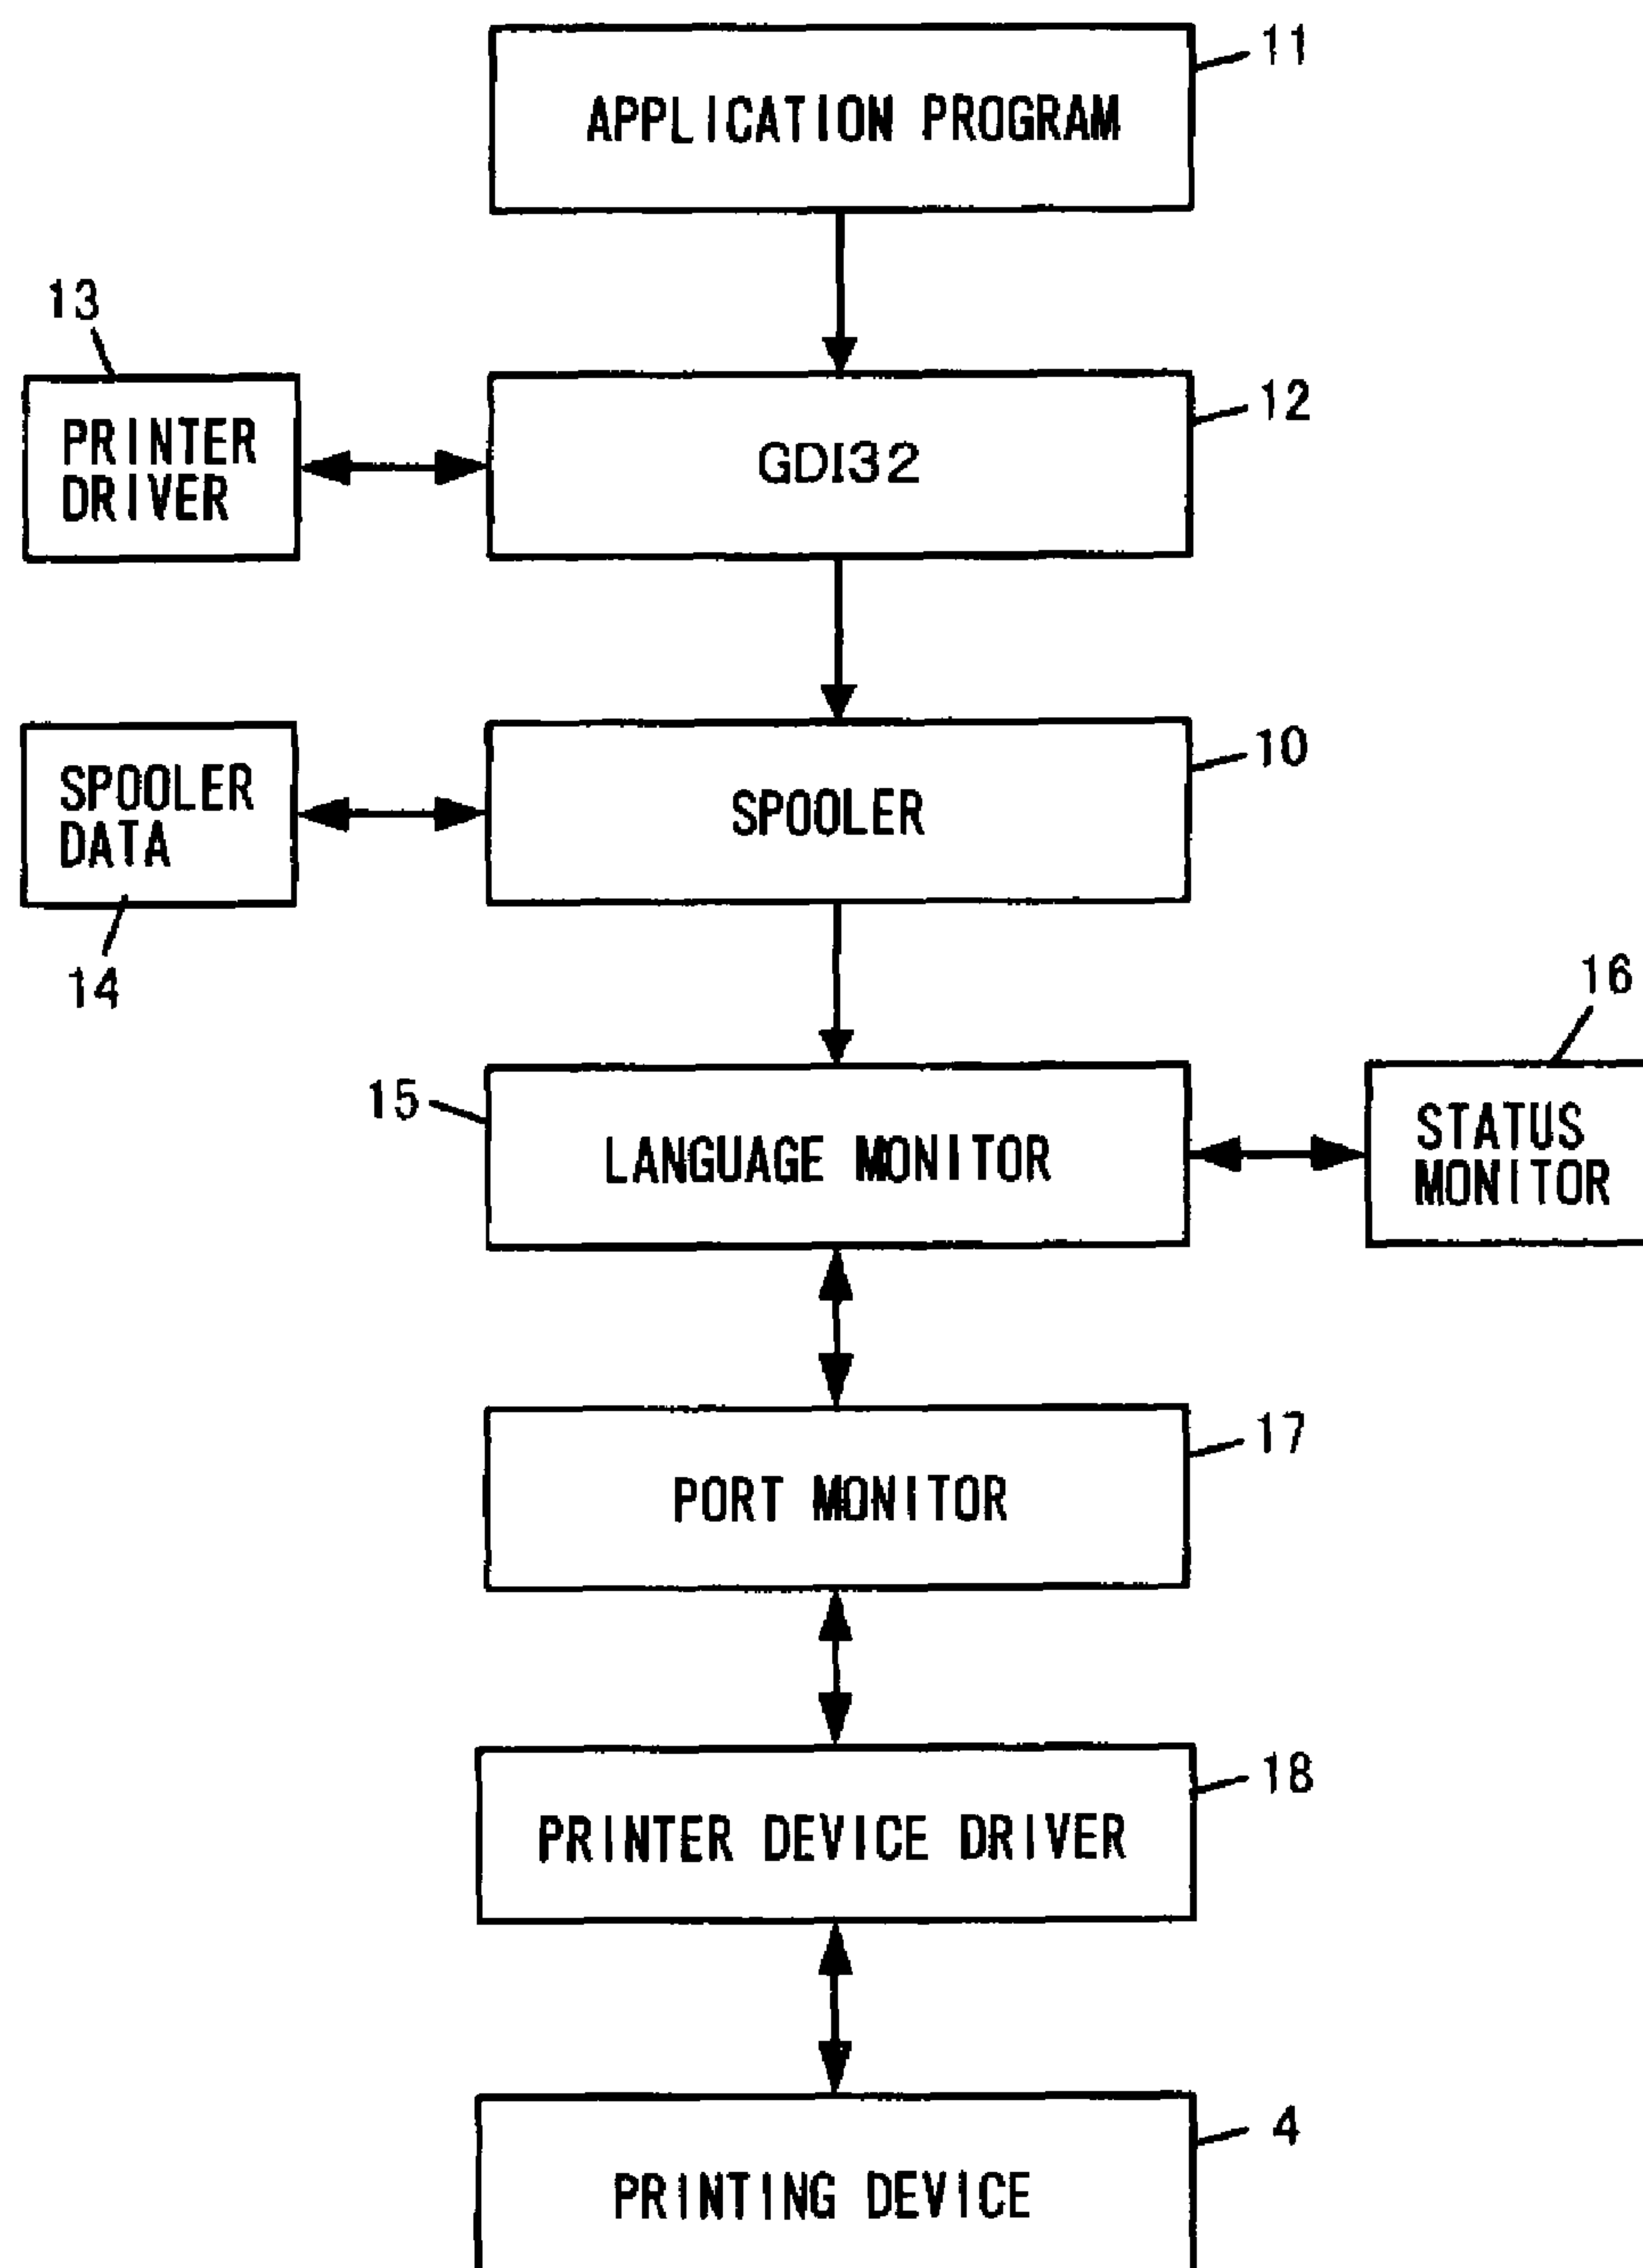 11
APPLICATION PROGRAM
13
12
PRINTER
DRIVER
GDI32
10
SPOOLER
DATA
SPOOLER
14
16
15
LANGUAGE MONITOR
STATUS
MONITOR
17
PORT MONITOR
18
PRINTER DEVICE DRIVER
4
PRINTING DEVICE